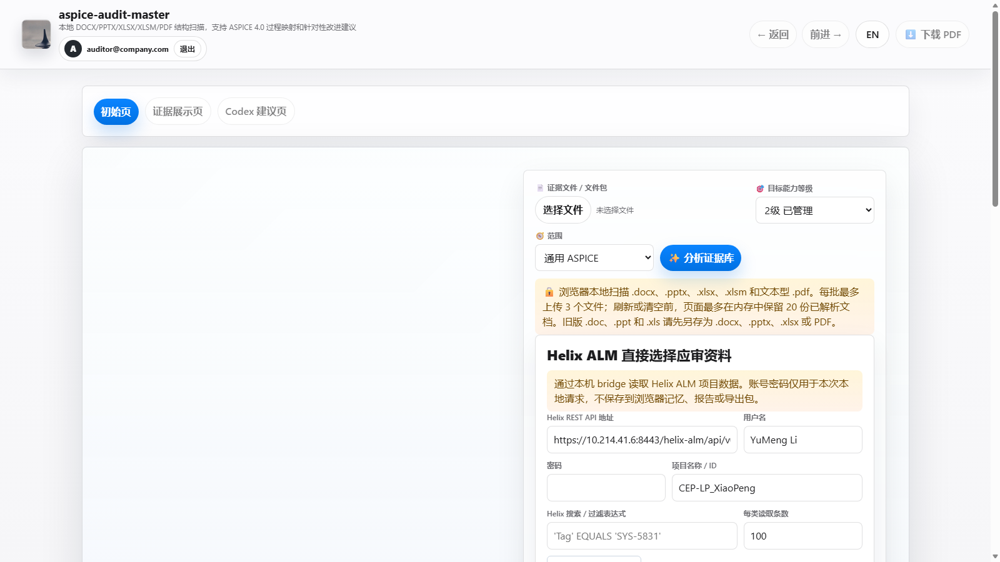 aspice-audit-master
本地 DOCX/PPTX/XLSX/XLSM/PDF 结构扫描，支持 ASPICE 4.0 过程映射和针对性改进建议
A auditor@company.com 退出
← 返回 前进 → EN 下载 PDF
初始页 证据展示页 Codex 建议页
证据文件 / 文件包 目标能力等级
选择文件 未选择文件 2级 已管理
范围
通用 ASPICE 分析证据库
浏览器本地扫描 .docx、.pptx、.xlsx、.xlsm 和文本型 .pdf。每批最多
上传 3 个文件；刷新或清空前，页面最多在内存中保留 20 份已解析文
档。旧版 .doc、.ppt 和 .xls 请先另存为 .docx、.pptx、.xlsx 或 PDF。
Helix ALM 直接选择应审资料
通过本机 bridge 读取 Helix ALM 项目数据。账号密码仅用于本次本
地请求，不保存到浏览器记忆、报告或导出包。
Helix REST API 地址 用户名
https://10.214.41.6:8443/helix-alm/api/v YuMeng Li
密码 项目名称 / ID
CEP-LP_XiaoPeng
Helix 搜索 / 过滤表达式 每类读取条数
'Tag' EQUALS 'SYS-5831' 100